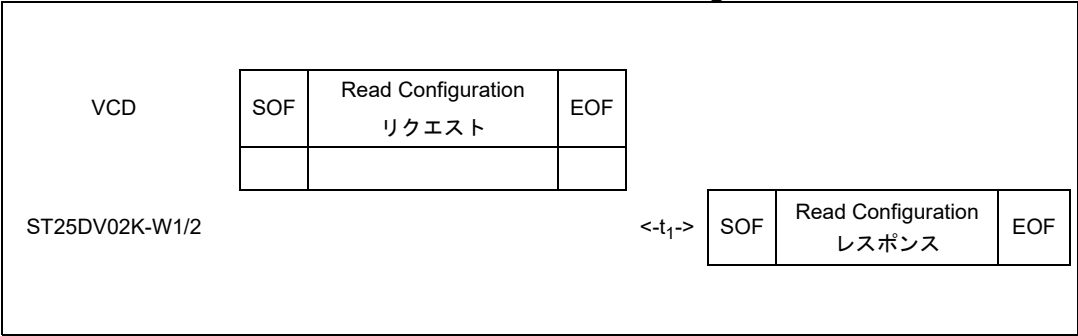 VCD
SOF
Read Configuration
リクエスト
EOF
ST25DV02K-W1/2
<-t1->
SOF
Read Configuration
レスポンス
EOF